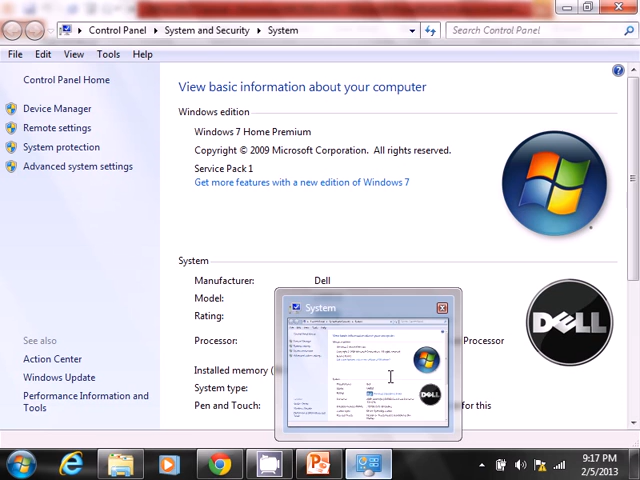 Control Panel System and Security System
Search Control Panel
File Edit View Tools Help
Control Panel Home
Device Manager
Remote settings
System protection
Advanced system settings
See also
Action Center
Windows Update
Performance Information and
Tools
View basic information about your computer
Windows edition
Windows 7 Home Premium
Copyright © 2009 Microsoft Corporation. All rights reserved.
Service Pack 1
Get more features with a new edition of Windows 7
System
Manufacturer: Dell
Model:
Rating:
Processor: Processor
Installed memory (
System type:
Pen and Touch: for this
DELL
System
DELL
9:17 PM
2/5/2013